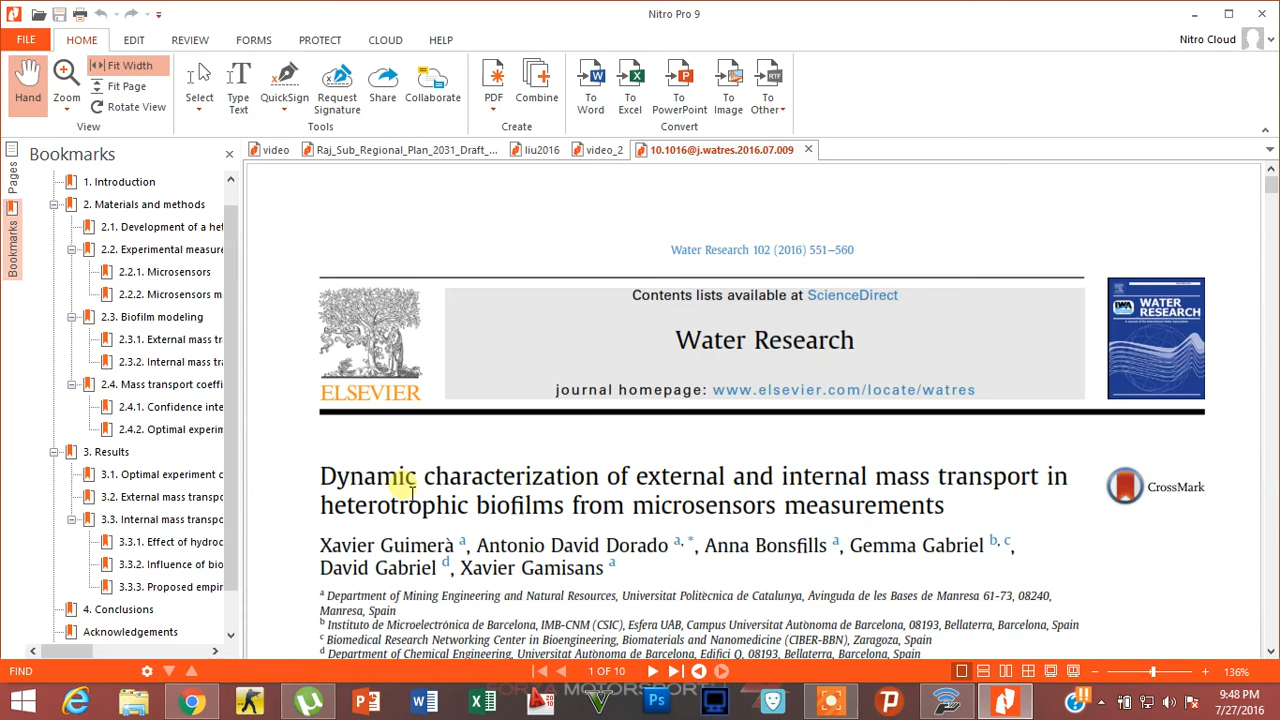 Nitro Pro 9
FILE HOME EDIT REVIEW FORMS PROTECT CLOUD HELP
Nitro Cloud
Hand
Zoom
Fit Width
Fit Page
Rotate View
View
Select
Type Text
QuickSign
Request Signature
Share
Collaborate
Tools
PDF
Combine
Create
To Word
To Excel
To PowerPoint
To Image
To Other
Convert
video
Raj_Sub_Regional_Plan_2031_Draft_...
liu2016
video_2
10.1016@j.watres.2016.07.009
Pages
Bookmarks
Bookmarks
1. Introduction
2. Materials and methods
2.1. Development of a het
2.2. Experimental measure
2.2.1. Microsensors
2.2.2. Microsensors m
2.3. Biofilm modeling
2.3.1. External mass tr
2.3.2. Internal mass tr
2.4. Mass transport coeffi
2.4.1. Confidence inte
2.4.2. Optimal experim
3. Results
3.1. Optimal experiment c
3.2. External mass transpo
3.3. Internal mass transpo
3.3.1. Effect of hydroc
3.3.2. Influence of bio
3.3.3. Proposed empir
4. Conclusions
Acknowledgements
Water Research 102 (2016) 551–560
Contents lists available at ScienceDirect
Water Research
journal homepage: www.elsevier.com/locate/watres
ELSEVIER
IWA
WATER RESEARCH
Dynamic characterization of external and internal mass transport in
heterotrophic biofilms from microsensors measurements
CrossMark
Xavier Guimerà a, Antonio David Dorado a, *, Anna Bonsfills a, Gemma Gabriel b, c,
David Gabriel d, Xavier Gamisans a
a Department of Mining Engineering and Natural Resources, Universitat Politècnica de Catalunya, Avinguda de les Bases de Manresa 61-73, 08240,
Manresa, Spain
b Instituto de Microelectrónica de Barcelona, IMB-CNM (CSIC), Esfera UAB, Campus Universitat Autònoma de Barcelona, 08193, Bellaterra, Barcelona, Spain
c Biomedical Research Networking Center in Bioengineering, Biomaterials and Nanomedicine (CIBER-BBN), Zaragoza, Spain
d Department of Chemical Engineering, Universitat Autònoma de Barcelona, Edifici Q, 08193, Bellaterra, Barcelona, Spain
FIND
1 OF 10
136%
MOTORSPORT
9:48 PM
7/27/2016